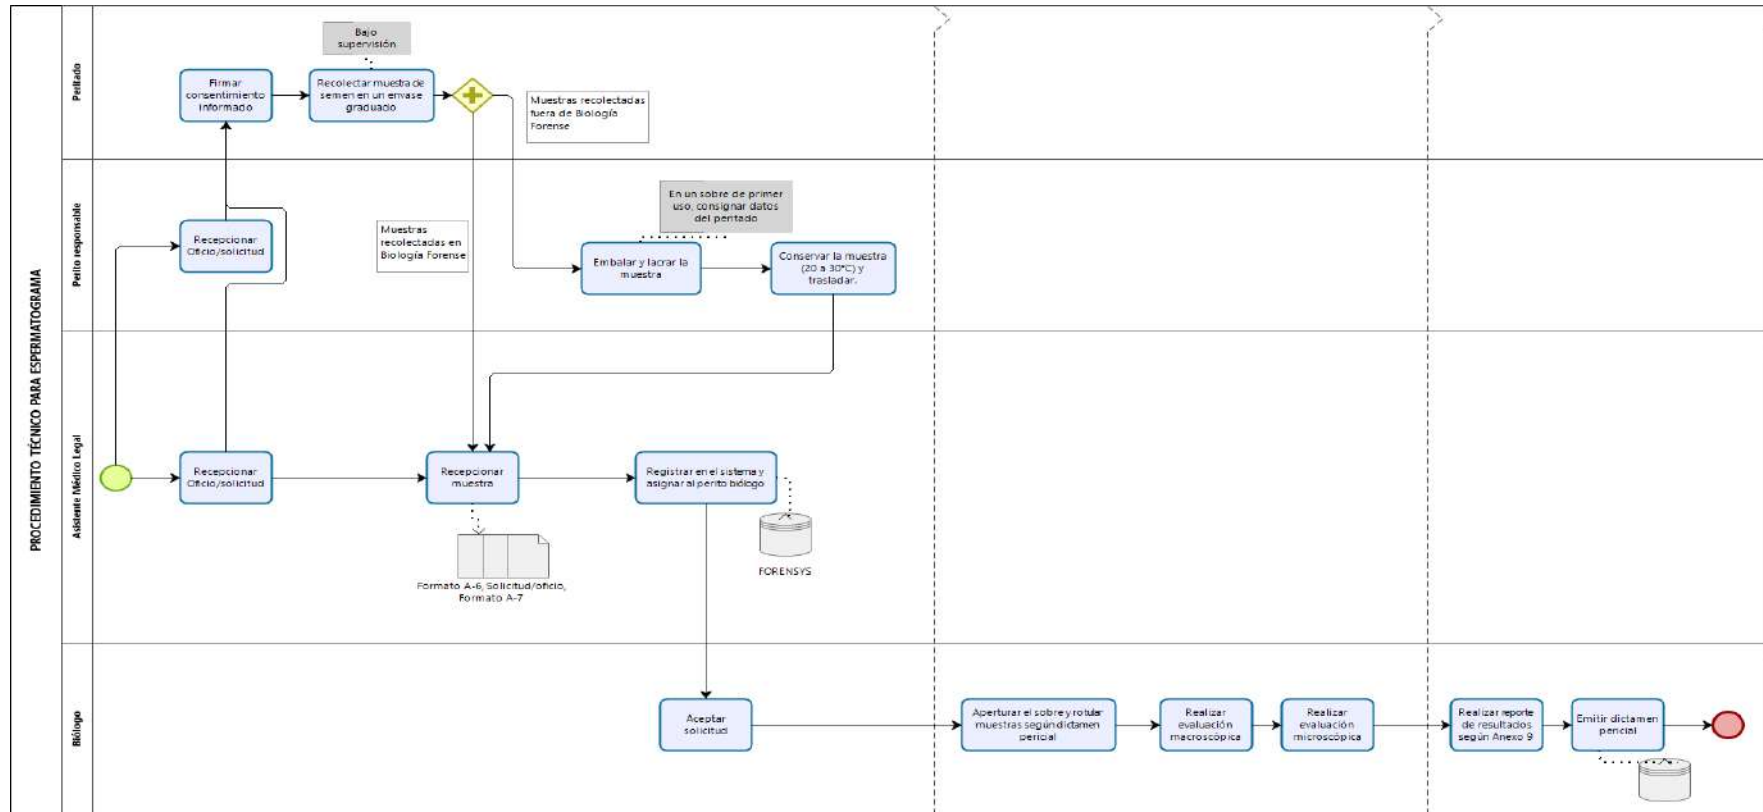 PROCEDIMIENTO TÉCNICO PARA ESPERMATOGRAMA
Peritado
Bajo
supervisión
Firmar
consentimiento
informado
Recolectar muestra de
semen en un envase
graduado
Muestras recolectadas
fuera de Biología
Forense
Perito responsable
Recepcionar
Oficio/solicitud
Muestras
recolectadas en
Biología Forense
En un sobre de primer
uso, consignar datos
del peritado
Embalar y lacrar la
muestra
Conservar la muestra
(20 a 30°C) y
trasladar.
Asistente Médico Legal
Recepcionar
Oficio/solicitud
Recepcionar
muestra
Registrar en el sistema y
asignar al perito biólogo
Formato A-6, Solicitud/oficio,
Formato A-7
FORENSYS
Biólogo
Aceptar
solicitud
Aperturar el sobre y rotular
muestras según dictamen
pericial
Realizar
evaluación
macroscópica
Realizar
evaluación
microscópica
Realizar reporte
de resultados
según Anexo 9
Emitir dictamen
pericial